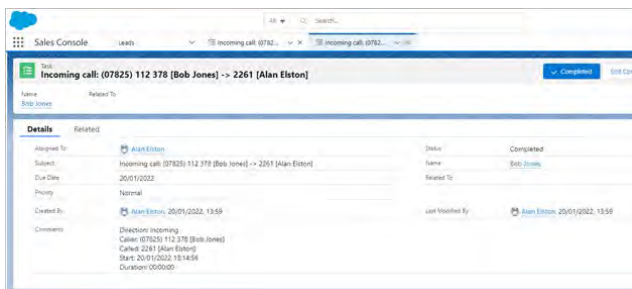 All
Search...
Sales Console
Leads
Incoming call: (0782...
Incoming call: (0782...
Task
Incoming call: (07825) 112 378 [Bob Jones] -> 2261 [Alan Elston]
Completed
Edit Co
Name
Related To
Bob Jones
Details
Related
Assigned To
Alan Elston
Status
Completed
Subject
Incoming call: (07825) 112 378 [Bob Jones] -> 2261 [Alan Elston]
Name
Bob Jones
Due Date
20/01/2022
Related To
Priority
Normal
Created By
Alan Elston, 20/01/2022, 13:59
Last Modified By
Alan Elston, 20/01/2022, 13:59
Comments
Direction: Incoming
Caller: (07825) 112 378 [Bob Jones]
Called: 2261 [Alan Elston]
Start: 20/01/2022
Duration: 00:00:00